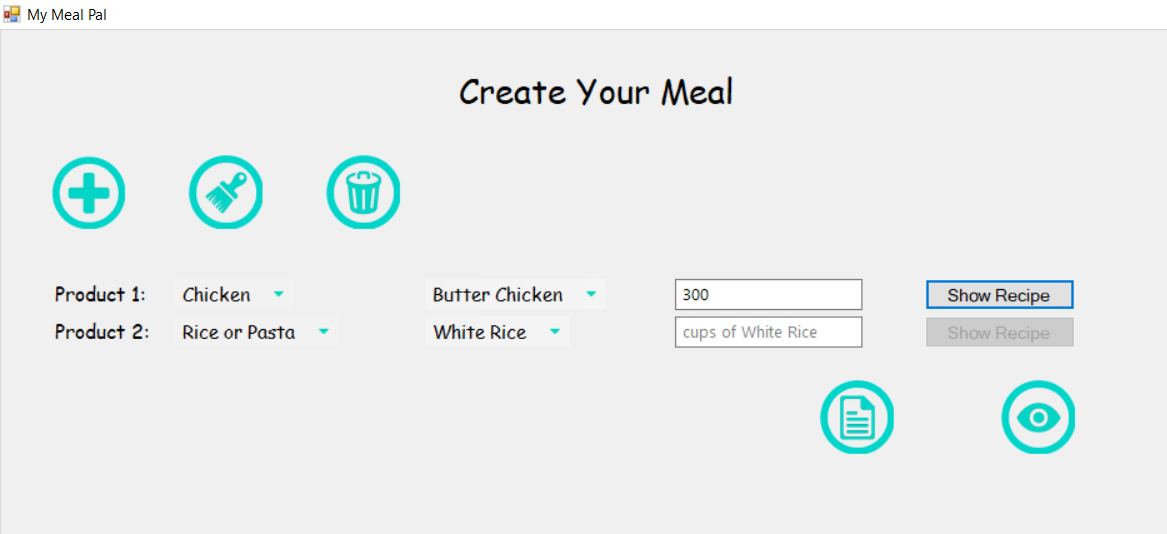 My Meal Pal
Create Your Meal
Product 1: Chicken Butter Chicken 300 Show Recipe
Product 2: Rice or Pasta White Rice cups of White Rice Show Recipe